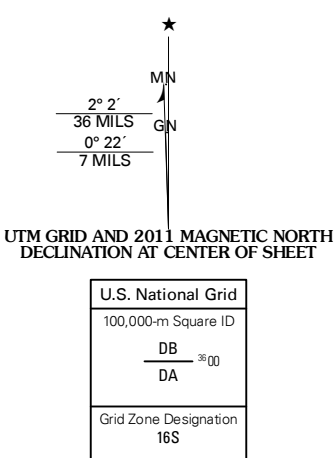 MN
2° 2´
36 MILS
GN
0° 22´
7 MILS
UTM GRID AND 2011 MAGNETIC NORTH
DECLINATION AT CENTER OF SHEET
U.S. National Grid
100,000-m Square ID
DB
3600
DA
Grid Zone Designation
16S